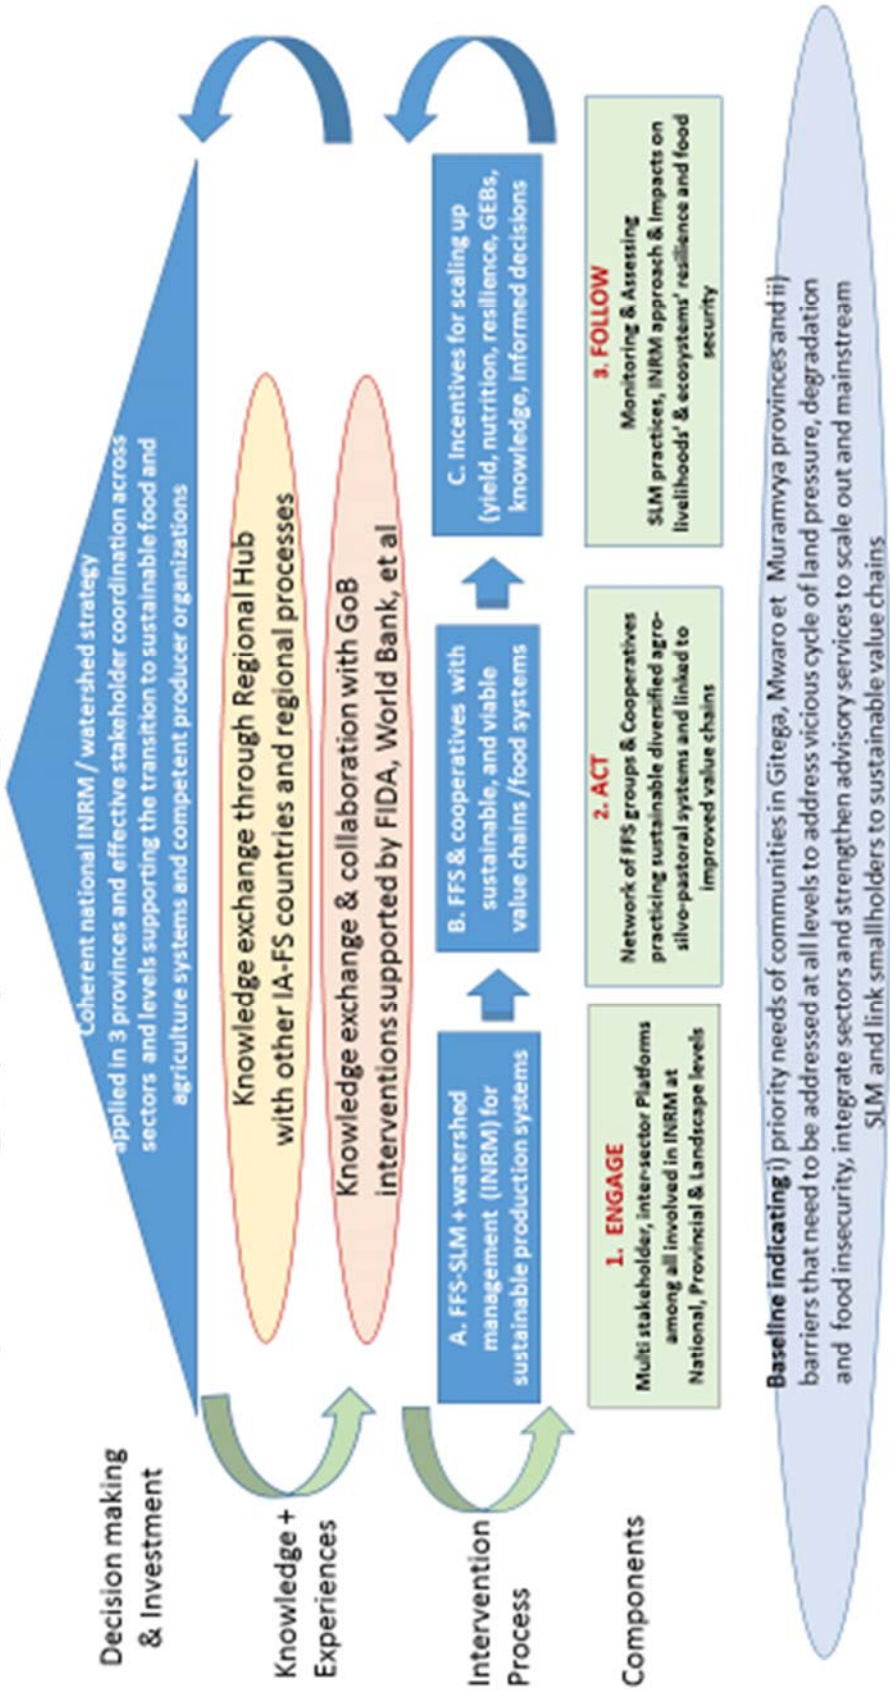 Decision making
& Investment
Coherent national INRM / watershed strategy
applied in 3 provinces and effective stakeholder coordination across
sectors and levels supporting the transition to sustainable food and
agriculture systems and competent producer organizations
Knowledge +
Experiences
Knowledge exchange through Regional Hub
with other IA-FS countries and regional processes
Knowledge exchange & collaboration with GoB
interventions supported by FIDA, World Bank, et al
Intervention
Process
A. FFS-SLM + watershed
management (INRM) for
sustainable production systems
B. FFS & cooperatives with
sustainable, and viable
value chains /food systems
C. Incentives for scaling up
(yield, nutrition, resilience, GEBs,
knowledge, informed decisions
Components
1. ENGAGE
Multi stakeholder, inter-sector Platforms
among all involved in INRM at
National, Provincial & Landscape levels
2. ACT
Network of FFS groups & Cooperatives
practicing sustainable diversified agro-
silvo-pastoral systems and linked to
improved value chains
3. FOLLOW
Monitoring & Assessing
SLM practices, INRM approach & Impacts on
livelihoods' & ecosystems' resilience and food
security
Baseline indicating i) priority needs of communities in Gitega, Mwaro et Muramvya provinces and ii)
barriers that need to be addressed at all levels to address vicious cycle of land pressure, degradation
and food insecurity, integrate sectors and strengthen advisory services to scale out and mainstream
SLM and link smallholders to sustainable value chains